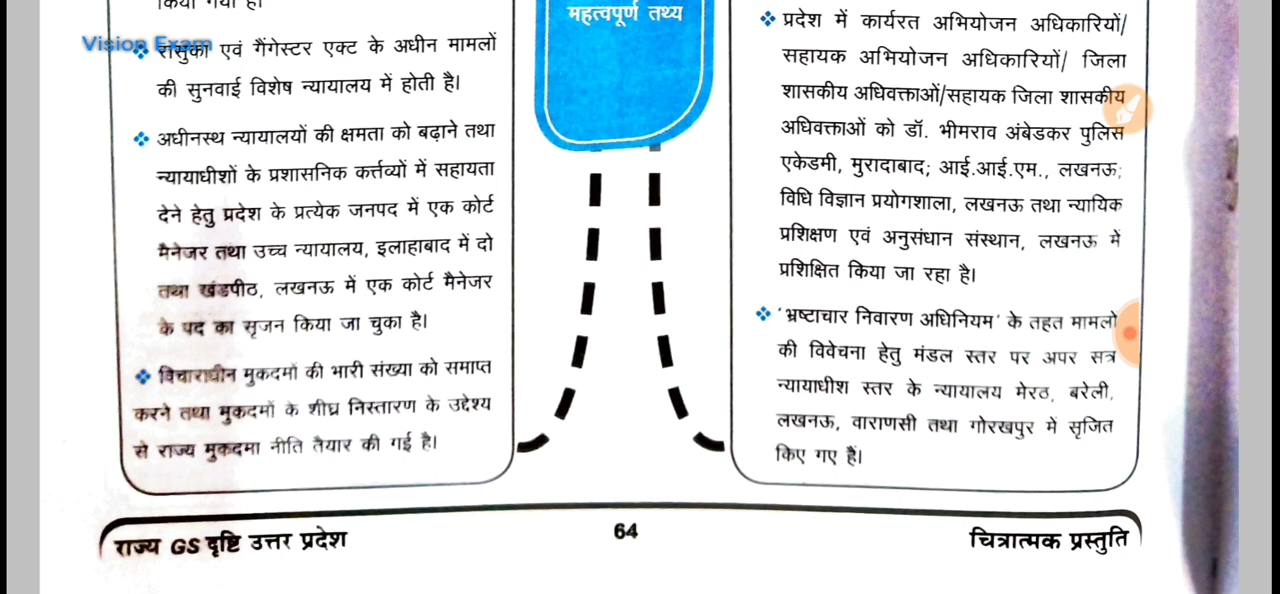 किया गया है।
Vision Exam
रासुका एवं गैंगेस्टर एक्ट के अधीन मामलों
की सुनवाई विशेष न्यायालय में होती है।
अधीनस्थ न्यायालयों की क्षमता को बढ़ाने तथा
न्यायाधीशों के प्रशासनिक कर्त्तव्यों में सहायता
देने हेतु प्रदेश के प्रत्येक जनपद में एक कोर्ट
मैनेजर तथा उच्च न्यायालय, इलाहाबाद में दो
तथा खंडपीठ, लखनऊ में एक कोर्ट मैनेजर
के पद का सृजन किया जा चुका है।
विचाराधीन मुकदमों की भारी संख्या को समाप्त
करने तथा मुकदमों के शीघ्र निस्तारण के उद्देश्य
से राज्य मुकदमा नीति तैयार की गई है।
महत्वपूर्ण तथ्य
प्रदेश में कार्यरत अभियोजन अधिकारियों/
सहायक अभियोजन अधिकारियों/ जिला
शासकीय अधिवक्ताओं/सहायक जिला शासकीय
अधिवक्ताओं को डॉ. भीमराव अंबेडकर पुलिस
एकेडमी, मुरादाबाद; आई.आई.एम., लखनऊ;
विधि विज्ञान प्रयोगशाला, लखनऊ तथा न्यायिक
प्रशिक्षण एवं अनुसंधान संस्थान, लखनऊ में
प्रशिक्षित किया जा रहा है।
'भ्रष्टाचार निवारण अधिनियम' के तहत मामलो
की विवेचना हेतु मंडल स्तर पर अपर सत्र
न्यायाधीश स्तर के न्यायालय मेरठ, बरेली,
लखनऊ, वाराणसी तथा गोरखपुर में सृजित
किए गए हैं।
राज्य GS दृष्टि उत्तर प्रदेश
64
चित्रात्मक प्रस्तुति